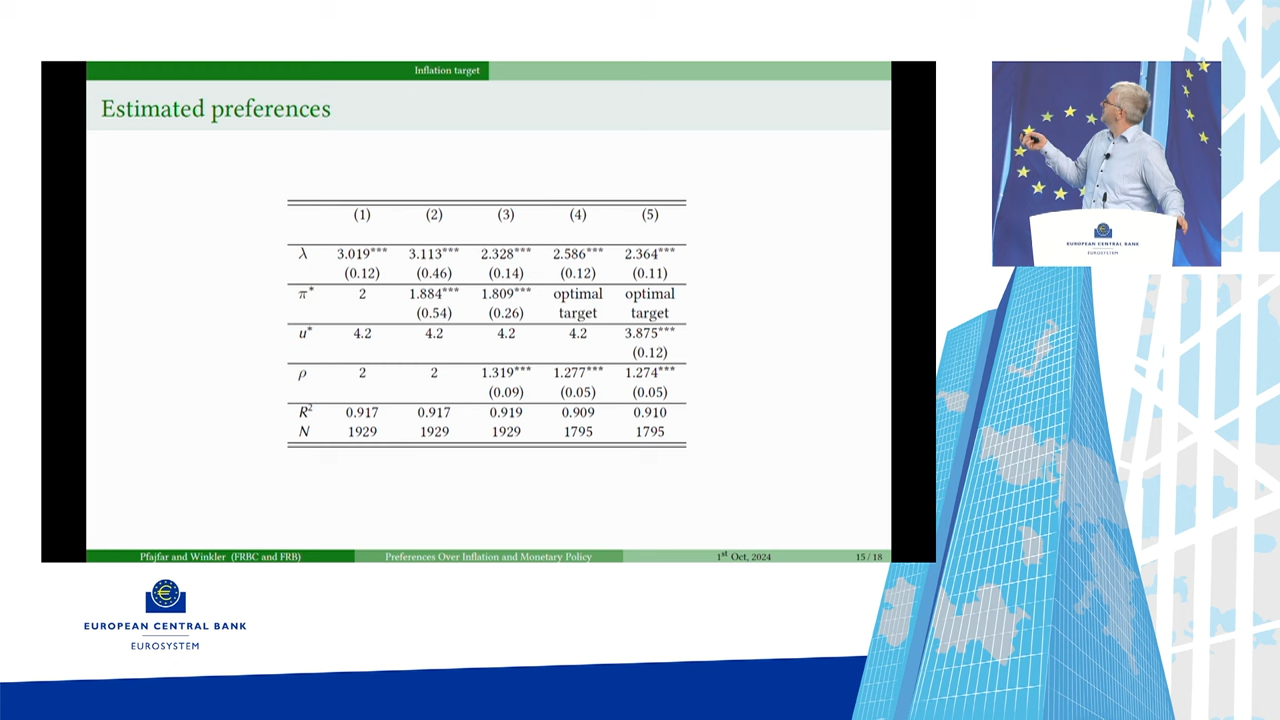 Inflation target
Estimated preferences
(1) (2) (3) (4) (5)
λ 3.019*** 3.113*** 2.328*** 2.586*** 2.364***
(0.12) (0.46) (0.14) (0.12) (0.11)
π* 2 1.884*** 1.809*** optimal optimal
(0.54) (0.26) target target
u* 4.2 4.2 4.2 4.2 3.875***
(0.12)
ρ 2 2 1.319*** 1.277*** 1.274***
(0.09) (0.05) (0.05)
R² 0.917 0.917 0.919 0.909 0.910
N 1929 1929 1929 1795 1795
Pfajfar and Winkler (FRBC and FRB) Preferences Over Inflation and Monetary Policy 1st Oct, 2024 15 / 18
EUROPEAN CENTRAL BANK
EUROSYSTEM
EUROPEAN CENTRAL BANK
EUROSYSTEM